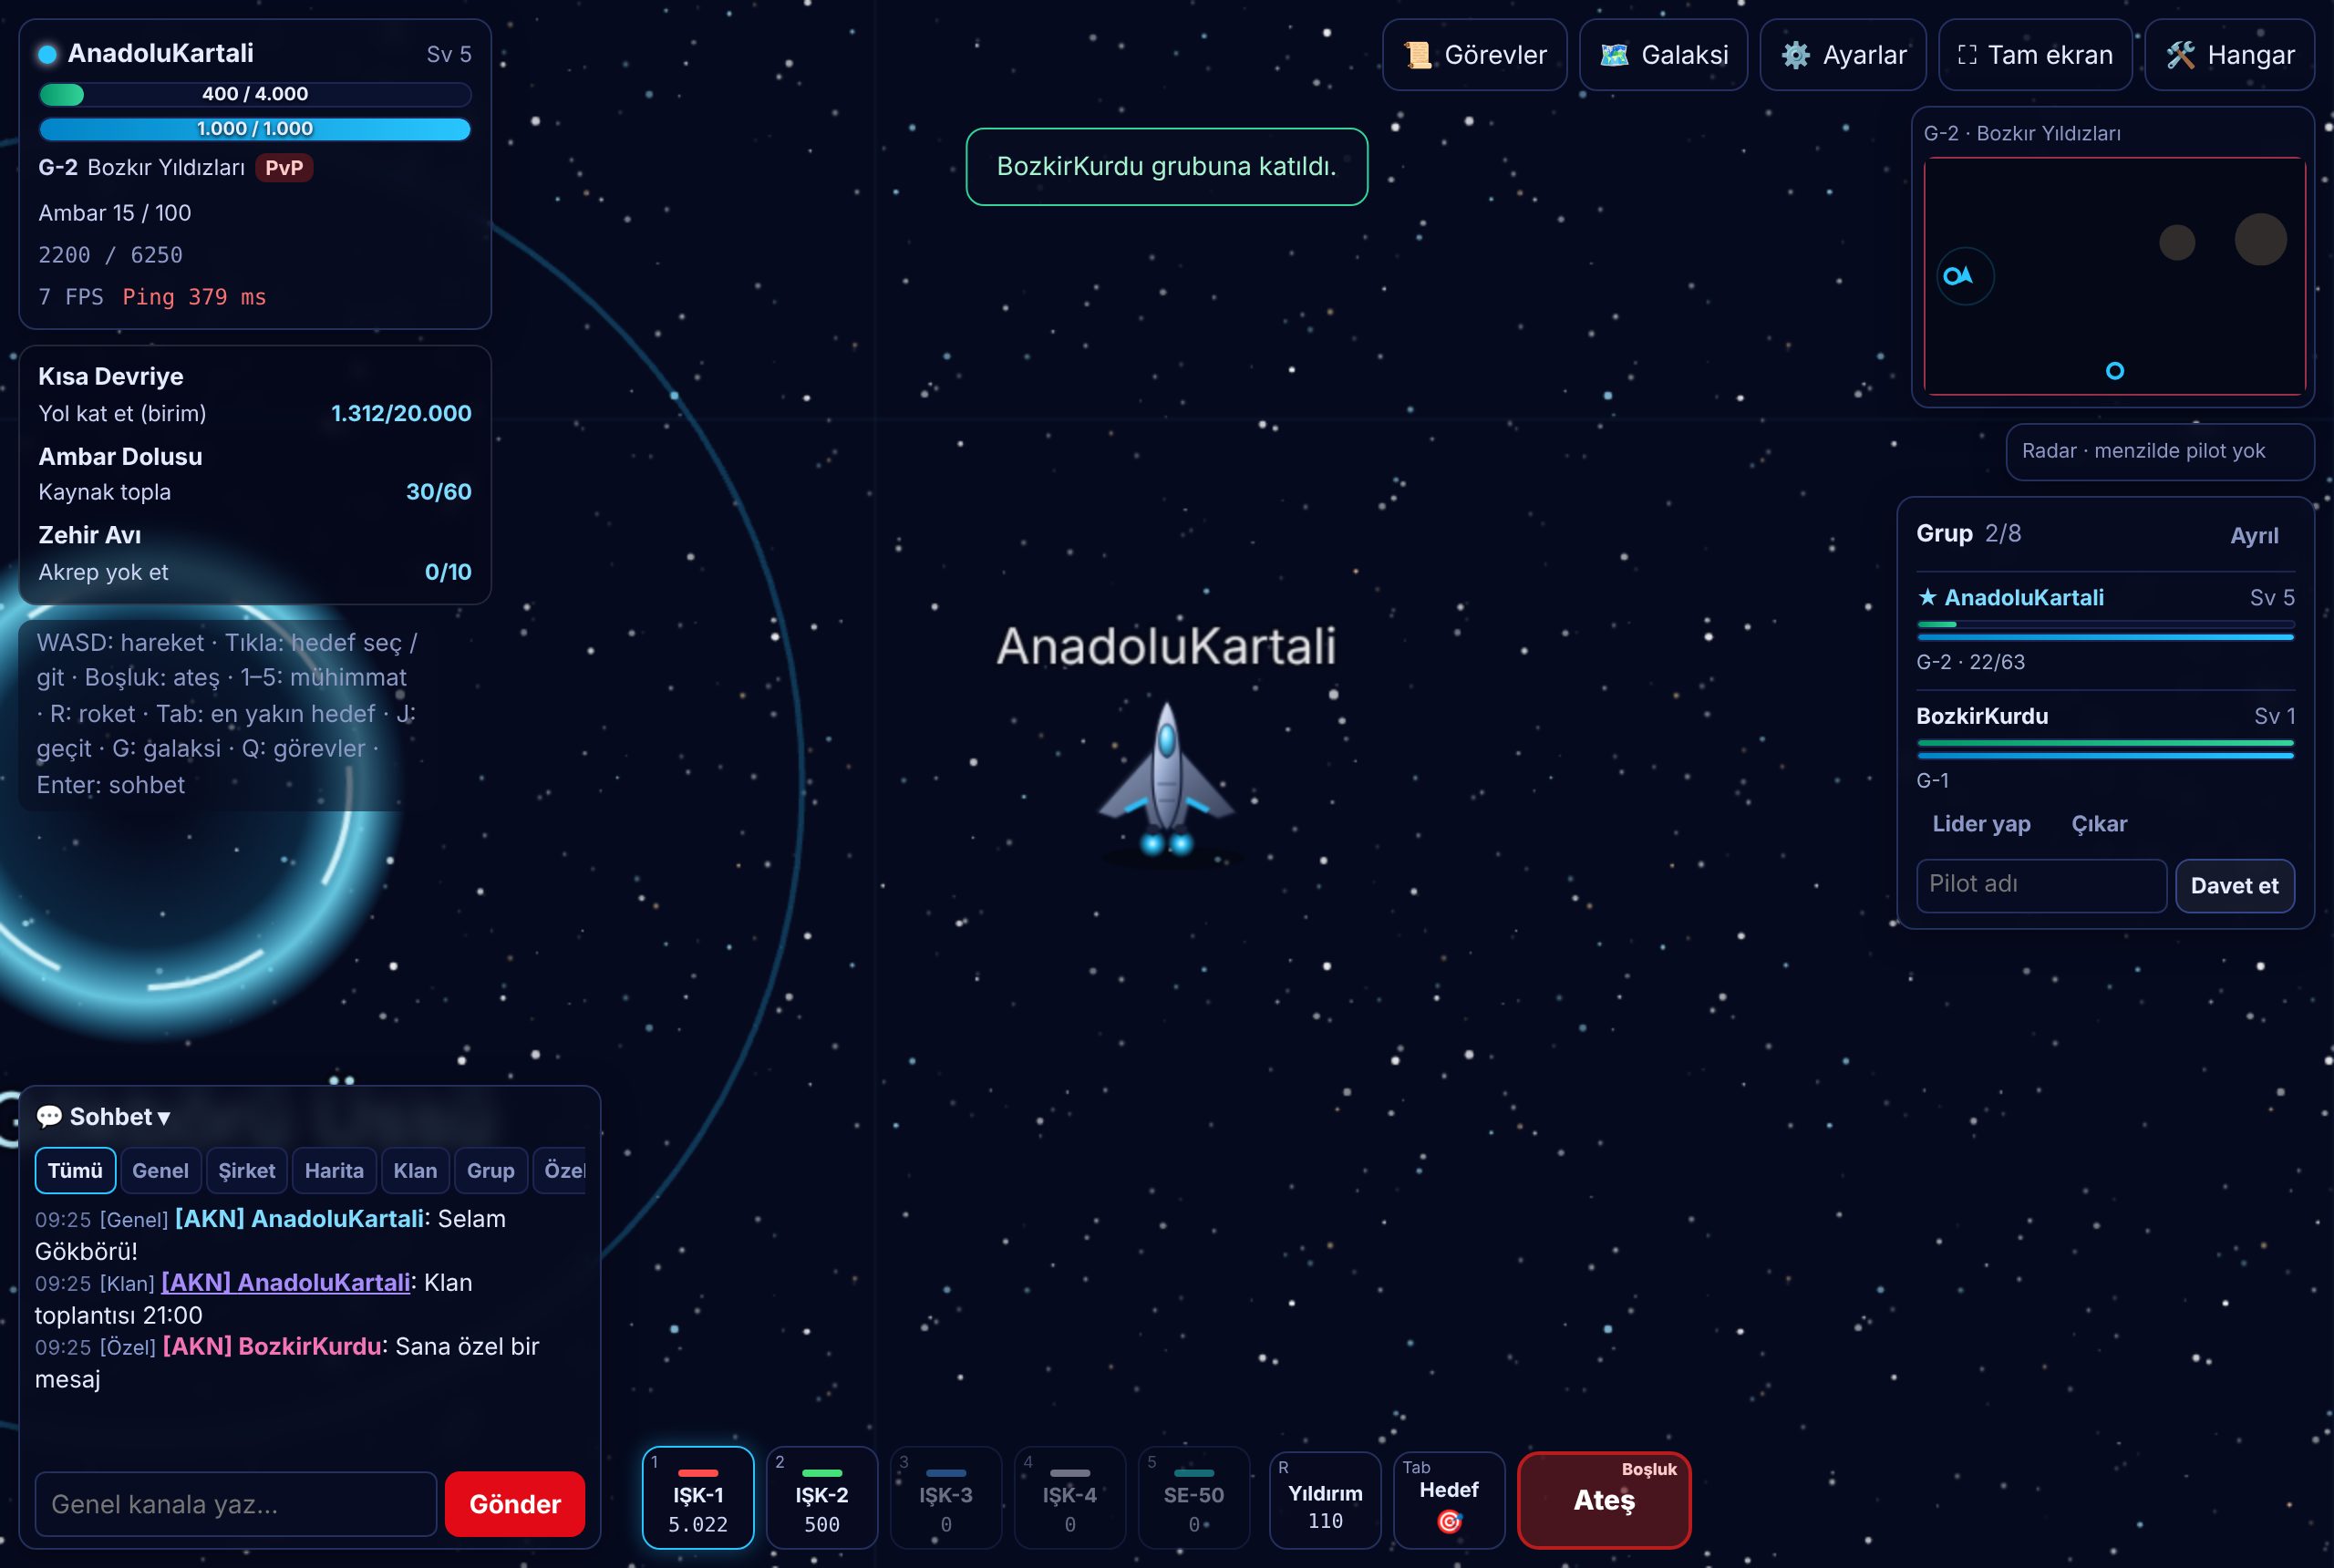 AnadoluKartali Sv 5
400 / 4.000
1.000 / 1.000
G-2 Bozkır Yıldızları PvP
Ambar 15 / 100
2200 / 6250
7 FPS Ping 379 ms
Kısa Devriye
Yol kat et (birim) 1.312/20.000
Ambar Dolusu
Kaynak topla 30/60
Zehir Avı
Akrep yok et 0/10
WASD: hareket · Tıkla: hedef seç /
git · Boşluk: ateş · 1–5: mühimmat
· R: roket · Tab: en yakın hedef · J:
geçit · G: galaksi · Q: görevler ·
Enter: sohbet
Görevler
Galaksi
Ayarlar
Tam ekran
Hangar
BozkirKurdu grubuna katıldı.
G-2 · Bozkır Yıldızları
Radar · menzilde pilot yok
Grup 2/8 Ayrıl
★ AnadoluKartali Sv 5
G-2 · 22/63
BozkirKurdu Sv 1
G-1
Lider yap Çıkar
Pilot adı Davet et
AnadoluKartali
Sohbet ▾
Tümü Genel Şirket Harita Klan Grup Özel
09:25 [Genel] [AKN] AnadoluKartali: Selam
Gökbörü!
09:25 [Klan] [AKN] AnadoluKartali: Klan
toplantısı 21:00
09:25 [Özel] [AKN] BozkirKurdu: Sana özel bir
mesaj
Genel kanala yaz... Gönder
1 IŞK-1 5.022
2 IŞK-2 500
3 IŞK-3 0
4 IŞK-4 0
5 SE-50 0
R Yıldırım 110
Tab Hedef
Boşluk Ateş